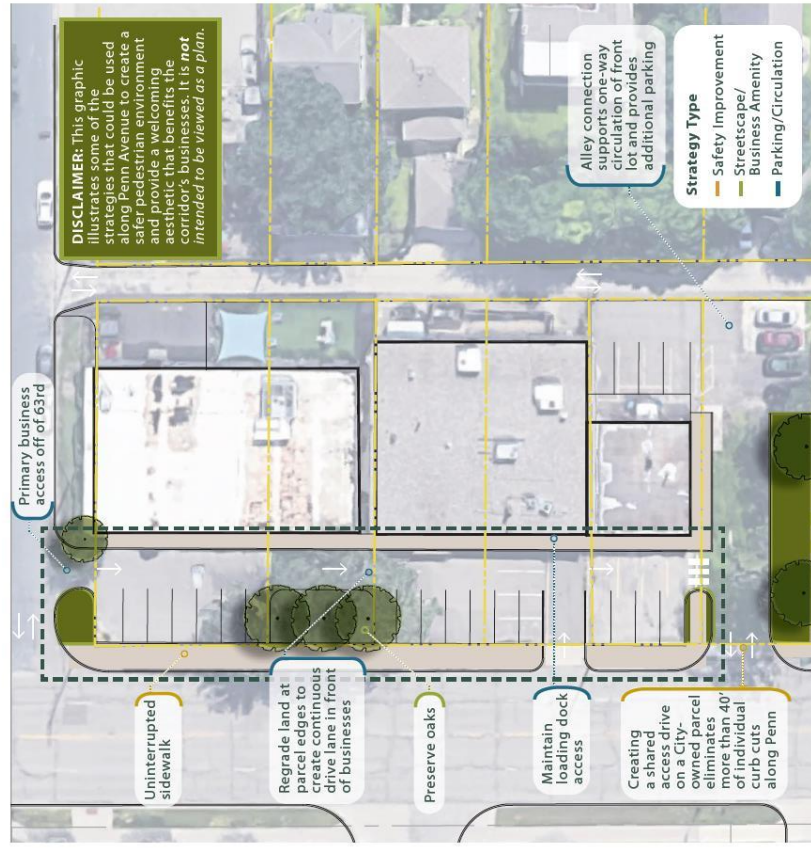 DISCLAIMER: This graphic
illustrates some of the
strategies that could be used
along Penn Avenue to create a
safer pedestrian environment
and provide a welcoming
aesthetic that benefits the
corridor's businesses. It is not
intended to be viewed as a plan.
Primary business
access off of 63rd
Alley connection
supports one-way
circulation of front
lot and provides
additional parking
Strategy Type
Safety Improvement
Streetscape/
Business Amenity
Parking/Circulation
Uninterrupted
sidewalk
Regrade land at
parcel edges to
create continuous
drive lane in front
of businesses
Preserve oaks
Maintain
loading dock
access
Creating
a shared
access drive
on a City-
owned parcel
eliminates
more than 40'
of individual
curb cuts
along Penn